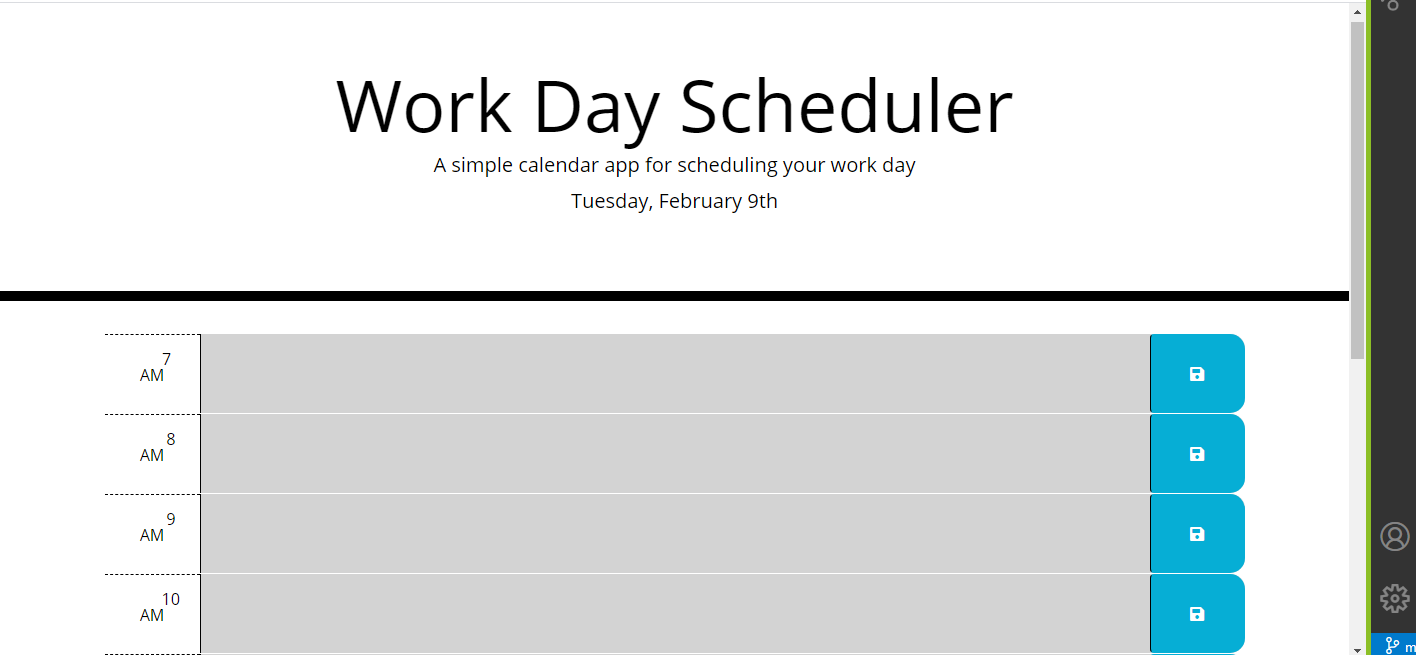 Work Day Scheduler
A simple calendar app for scheduling your work day
Tuesday, February 9th
7
AM
8
AM
9
AM
10
AM
m